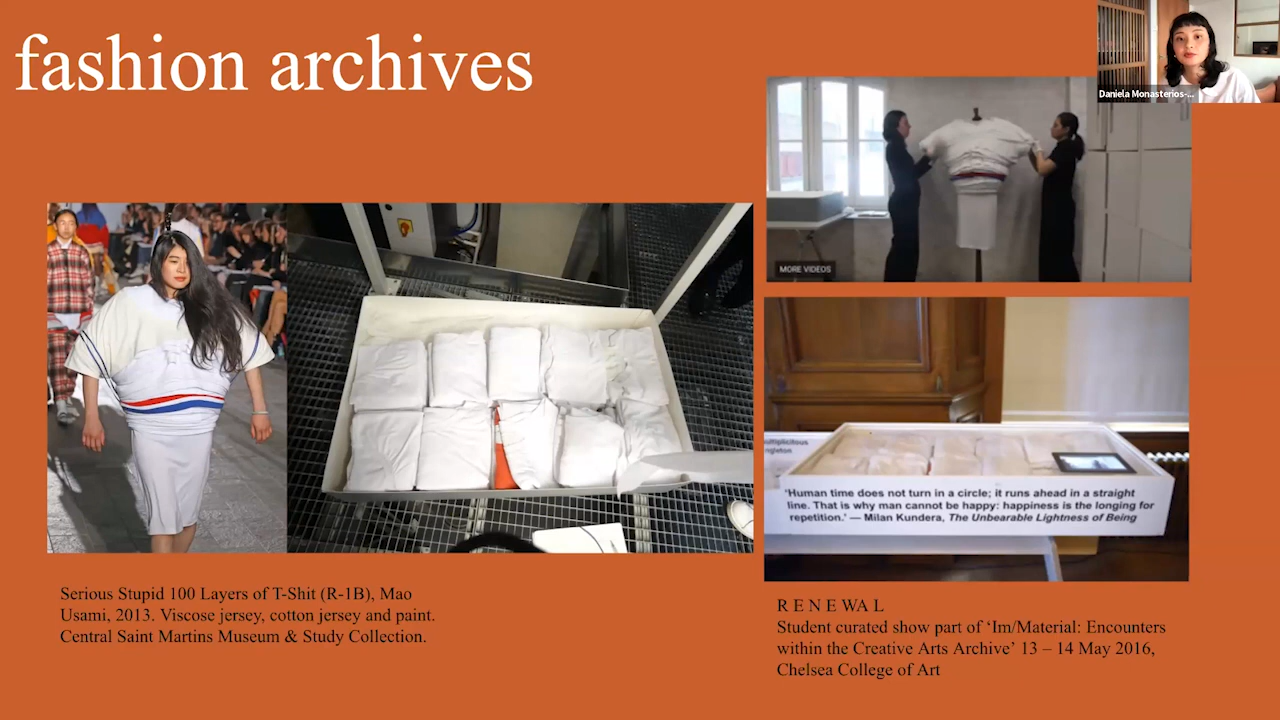 fashion archives
Daniela Monasterios-...
MORE VIDEOS
'Human time does not turn in a circle; it runs ahead in a straight
line. That is why man cannot be happy: happiness is the longing for
repetition.' — Milan Kundera, The Unbearable Lightness of Being
Serious Stupid 100 Layers of T-Shit (R-1B), Mao
Usami, 2013. Viscose jersey, cotton jersey and paint.
Central Saint Martins Museum & Study Collection.
R E N E WA L
Student curated show part of ‘Im/Material: Encounters
within the Creative Arts Archive’ 13 – 14 May 2016,
Chelsea College of Art